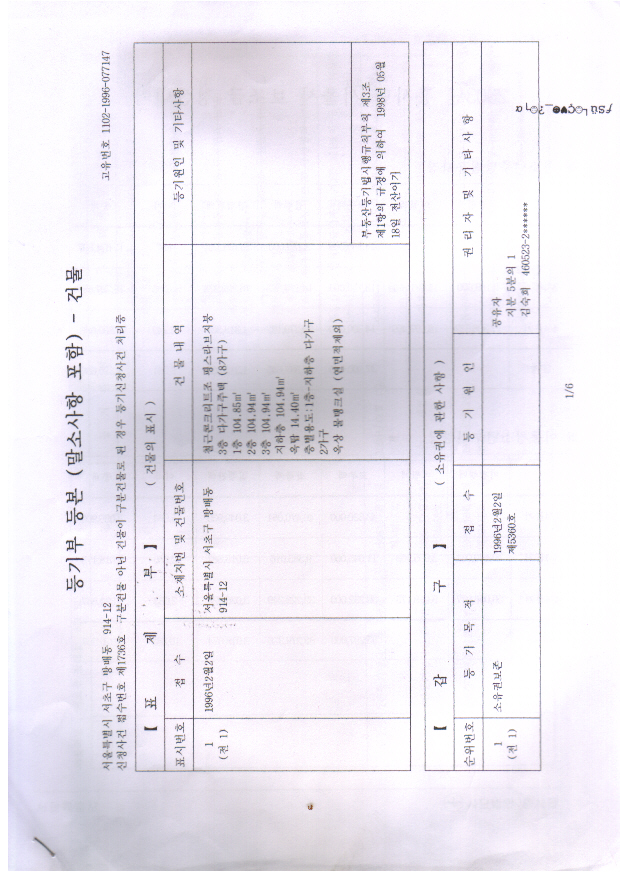 등기부 등본 (말소사항 포함) - 건물
고유번호 1102-1996-077147
서울특별시 서초구 방배동 914-12
신청사건 접수번호 제1736호 구분건물 아닌 건물이 구분건물로 된 경우 등기신청사건 처리중
【 표 제 부 】 ( 건물의 표시 )
표시번호 접 수 소재지번 및 건물번호 건 물 내 역 등기원인 및 기타사항
1
(전 1)
1996년2월2일
서울특별시 서초구 방배동
914-12
철근콘크리트조 평스라브지붕
3층 다가구주택 (8가구)
1층 104.85㎡
2층 104.94㎡
3층 104.94㎡
지하층 104.94㎡
옥탑 14.40㎡
층별용도:1층-지하층 다가구
2가구
옥상 물탱크실 (연면적제외)
부동산등기법시행규칙부칙 제3조
제1항의 규정에 의하여 1998년 05월
18일 전산이기
【 갑 구 】 ( 소유권에 관한 사항 )
순위번호 등 기 목 적 접 수 등 기 원 인 권 리 자 및 기 타 사 항
1
(전 1)
소유권보존
1996년2월2일
제5360호
공유자
지분 5분의 1
김숙희 460523-2******
1/6